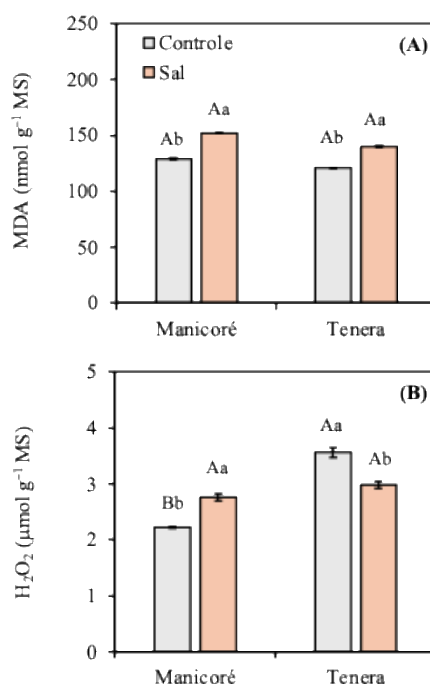 250
Controle
(A)
Sal
200
Aa
Ab
Aa
Ab
150
100
50
0
MDA (nmol g⁻¹ MS)
Manicoré
Tenera
5
(B)
4
Aa
Aa
Ab
3
Bb
2
1
0
H₂O₂ (µmol g⁻¹ MS)
Manicoré
Tenera